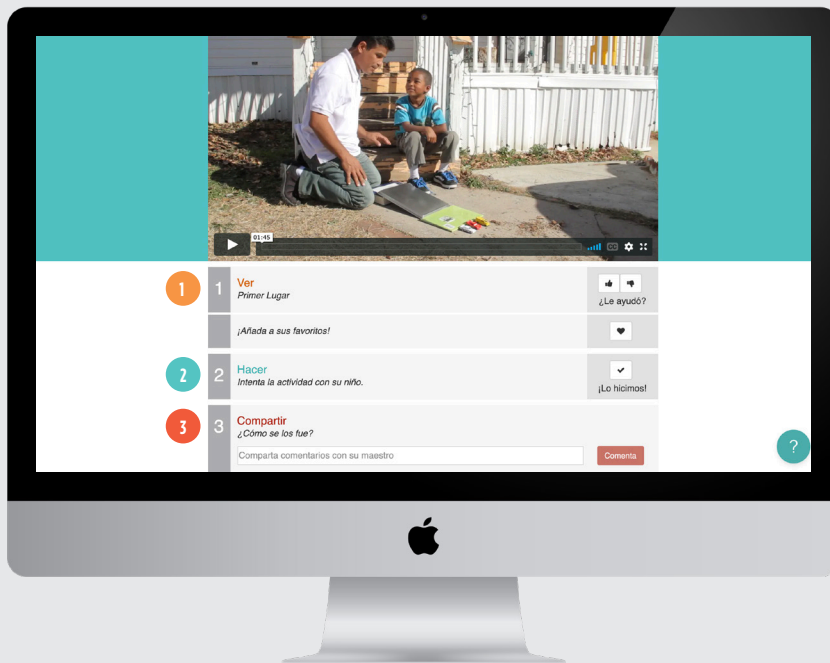 01:45
CC
1
1
Ver
Primer Lugar
¿Le ayudó?
¡Añada a sus favoritos!
2
2
Hacer
Intenta la actividad con su niño.
¡Lo hicimos!
3
3
Compartir
¿Cómo se los fue?
Comparta comentarios con su maestro
Comenta
?